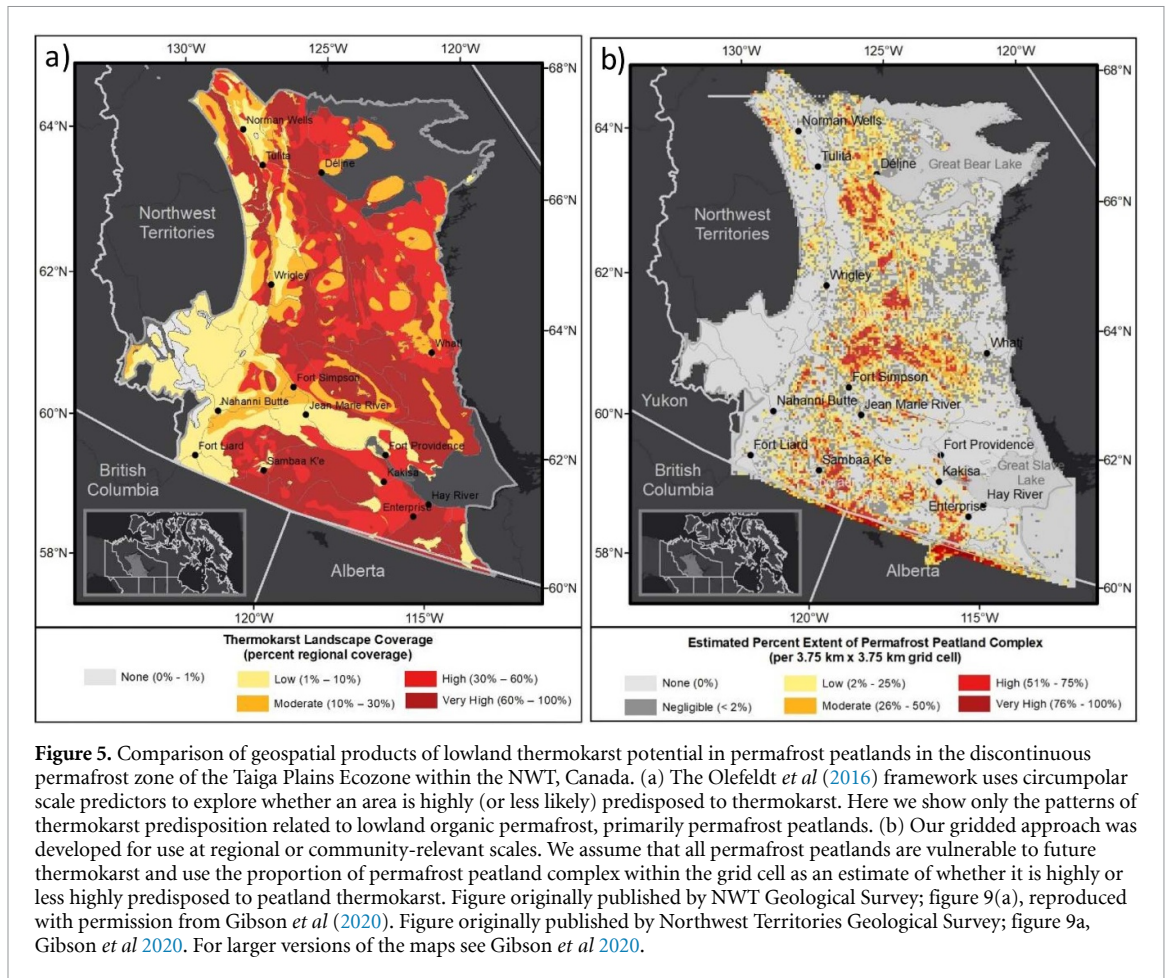 a)
130°W
125°W
120°W
68°N
64°N
Norman Wells
Tulita
Déline
Northwest
Territories
66°N
62°N
Wrigley
64°N
Whatì
Fort Simpson
60°N
Nahanni Butte
Jean Marie River
Fort Liard
Fort Providence
62°N
Sambaa K'e
Kakisa
British
Columbia
Hay River
Enterprise
58°N
Alberta
60°N
120°W
115°W
Thermokarst Landscape Coverage
(percent regional coverage)
None (0% - 1%)
Low (1% – 10%)
High (30% – 60%)
Moderate (10% – 30%)
Very High (60% – 100%)
b)
130°W
125°W
120°W
68°N
64°N
Norman Wells
Tulita
Déline
Great Bear Lake
Northwest
Territories
66°N
62°N
Wrigley
64°N
Whatì
Fort Simpson
Yukon
60°N
Nahanni Butte
Jean Marie River
Fort Liard
Fort Providence
62°N
Sambaa K'e
Kakisa
Great Slave
Lake
British
Columbia
Hay River
Enterprise
58°N
Alberta
60°N
120°W
115°W
Estimated Percent Extent of Permafrost Peatland Complex
(per 3.75 km x 3.75 km grid cell)
None (0%)
Low (2% - 25%)
High (51% - 75%)
Negligible (< 2%)
Moderate (26% - 50%)
Very High (76% - 100%)
Figure 5. Comparison of geospatial products of lowland thermokarst potential in permafrost peatlands in the discontinuous
permafrost zone of the Taiga Plains Ecozone within the NWT, Canada. (a) The Olefeldt et al (2016) framework uses circumpolar
scale predictors to explore whether an area is highly (or less likely) predisposed to thermokarst. Here we show only the patterns of
thermokarst predisposition related to lowland organic permafrost, primarily permafrost peatlands. (b) Our gridded approach was
developed for use at regional or community-relevant scales. We assume that all permafrost peatlands are vulnerable to future
thermokarst and use the proportion of permafrost peatland complex within the grid cell as an estimate of whether it is highly or
less highly predisposed to peatland thermokarst. Figure originally published by NWT Geological Survey; figure 9(a), reproduced
with permission from Gibson et al (2020). Figure originally published by Northwest Territories Geological Survey; figure 9a,
Gibson et al 2020. For larger versions of the maps see Gibson et al 2020.